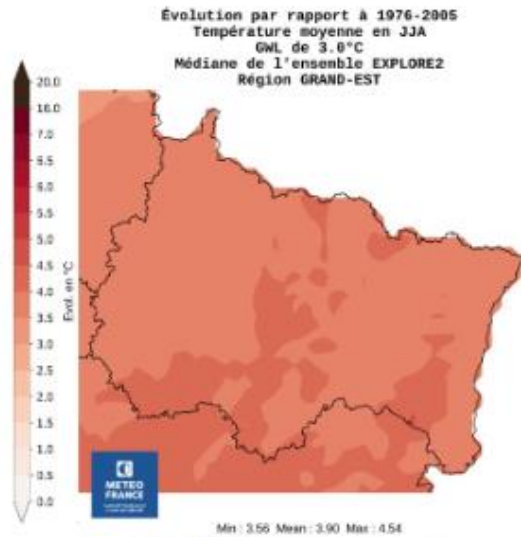 Évolution par rapport à 1976-2005
Température moyenne en JJA
GWL de 3.0°C
Médiane de l'ensemble EXPLORE2
Région GRAND-EST
20.0
16.0
7.0
6.5
6.0
5.5
5.0
4.5
4.0
3.5
3.0
2.5
2.0
1.5
1.0
0.5
0.0
Evol. en °C
METEO
FRANCE
Min : 3.56 Mean : 3.90 Max : 4.54